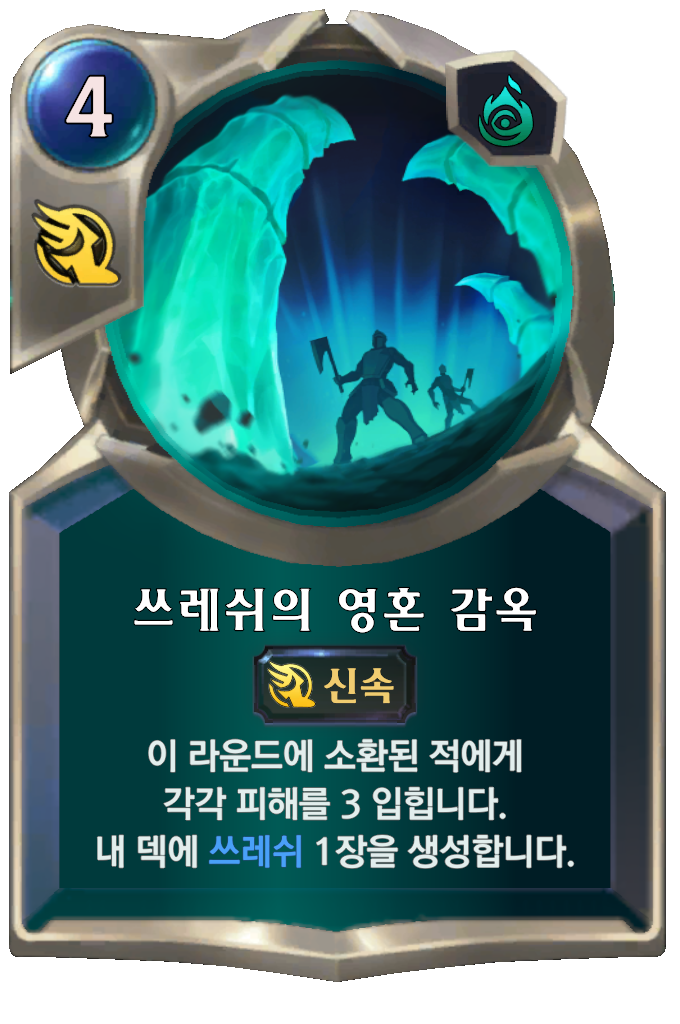 4
쓰레쉬의 영혼 감옥
신속
이 라운드에 소환된 적에게
각각 피해를 3 입힙니다.
내 덱에 쓰레쉬 1장을 생성합니다.